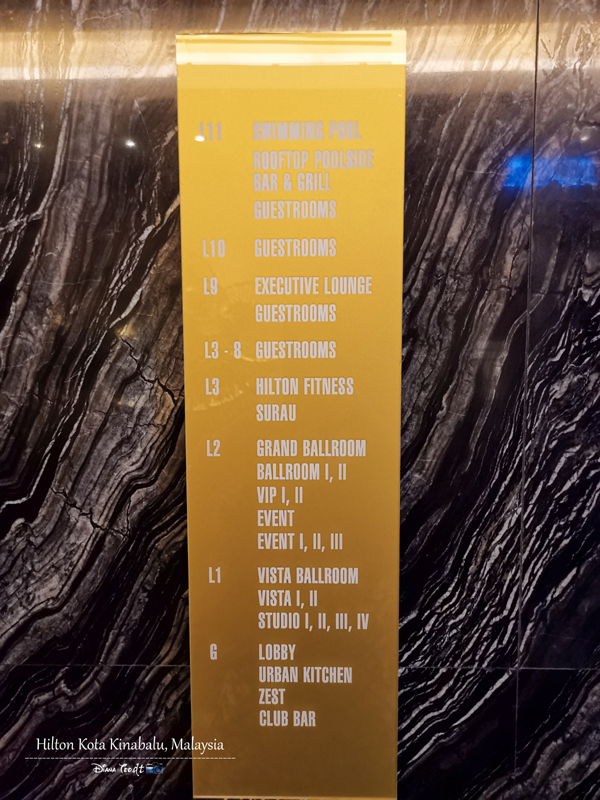 L11 SWIMMING POOL
ROOFTOP POOLSIDE
BAR & GRILL
GUESTROOMS
L10 GUESTROOMS
L9 EXECUTIVE LOUNGE
GUESTROOMS
L3 - 8 GUESTROOMS
L3 HILTON FITNESS
SURAU
L2 GRAND BALLROOM
BALLROOM I, II
VIP I, II
EVENT
EVENT I, II, III
L1 VISTA BALLROOM
VISTA I, II
STUDIO I, II, III, IV
G LOBBY
URBAN KITCHEN
ZEST
CLUB BAR
Hilton Kota Kinabalu, Malaysia
Diana Teo